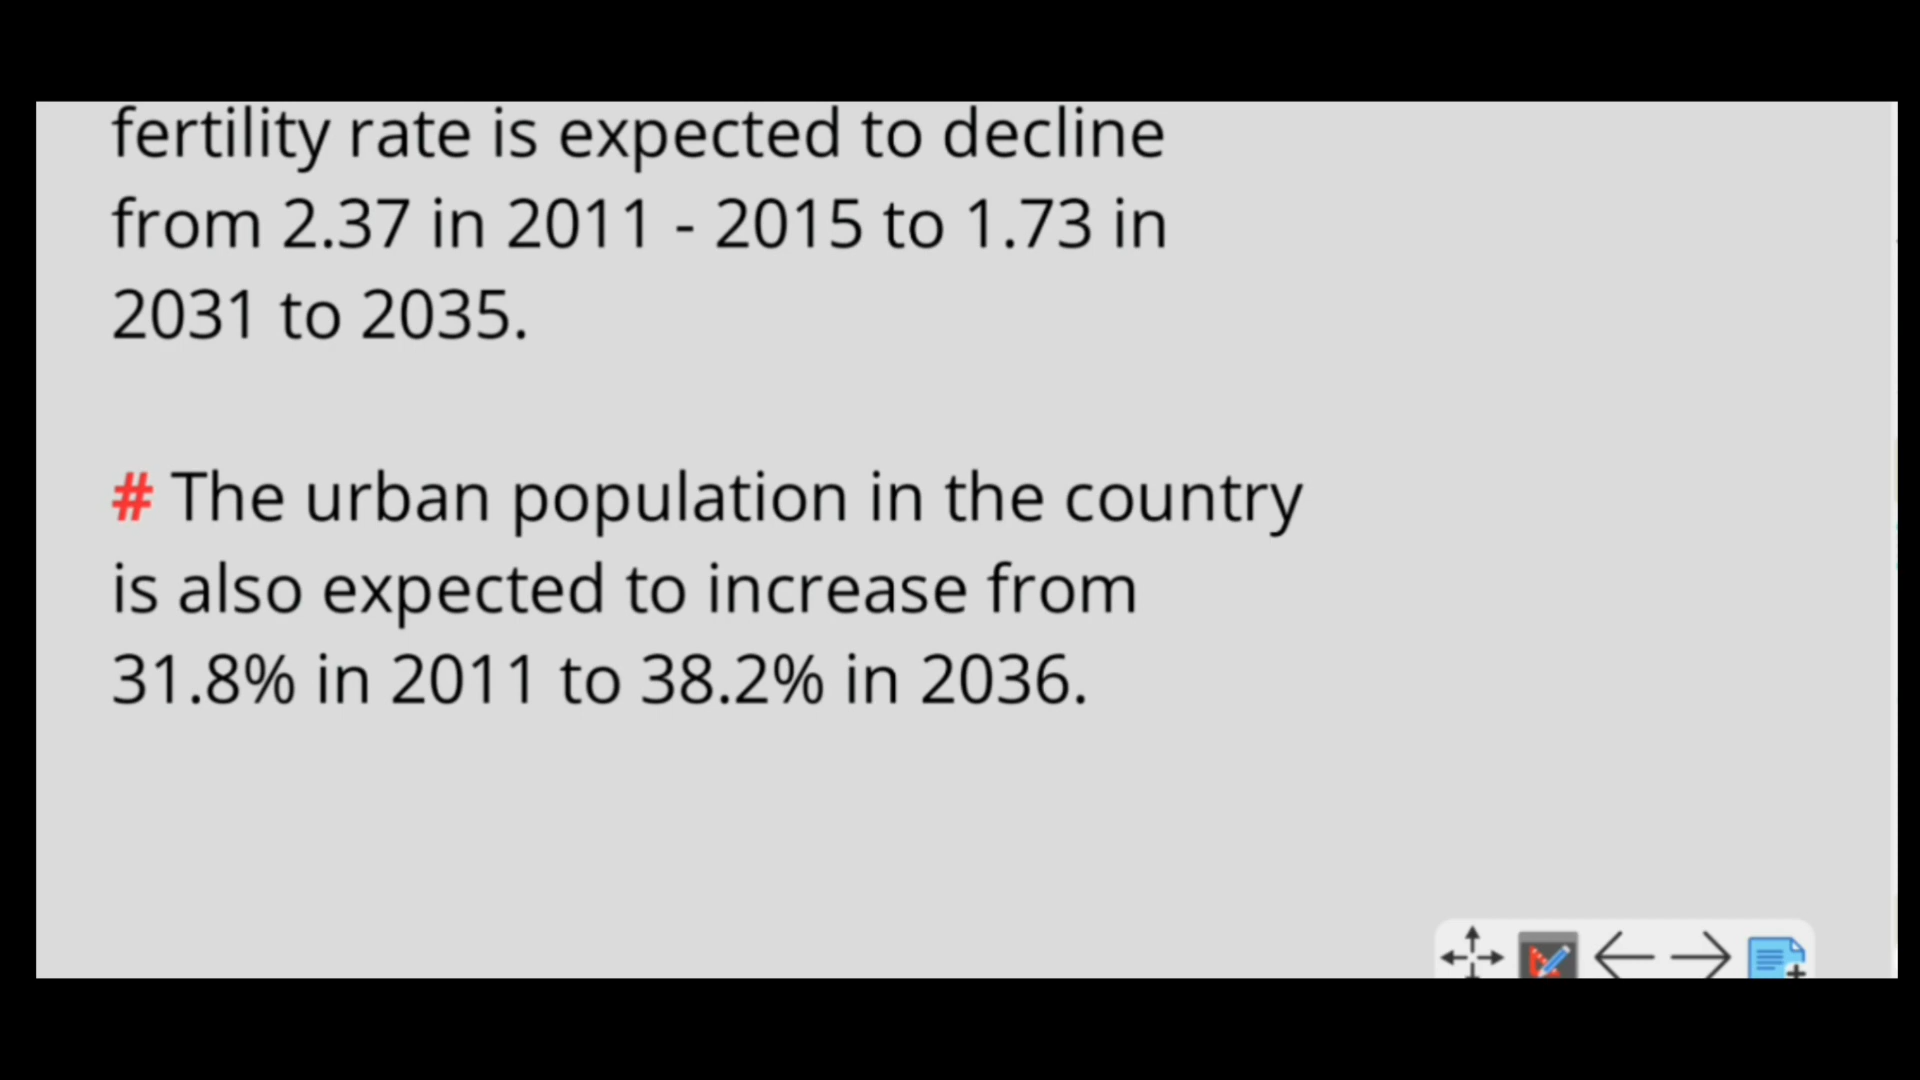 fertility rate is expected to decline
from 2.37 in 2011 - 2015 to 1.73 in
2031 to 2035.
# The urban population in the country
is also expected to increase from
31.8% in 2011 to 38.2% in 2036.